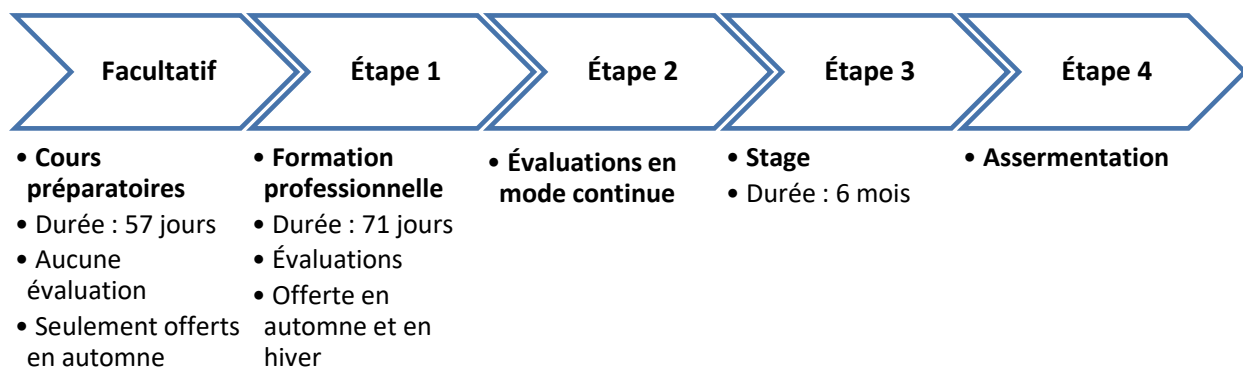 Facultatif
Étape 1
Étape 2
Étape 3
Étape 4
• Cours
préparatoires
• Durée : 57 jours
• Aucune
évaluation
• Seulement offerts
en automne
• Formation
professionnelle
• Durée : 71 jours
• Évaluations
• Offerte en
automne et en
hiver
• Évaluations en
mode continue
• Stage
• Durée : 6 mois
• Assermentation